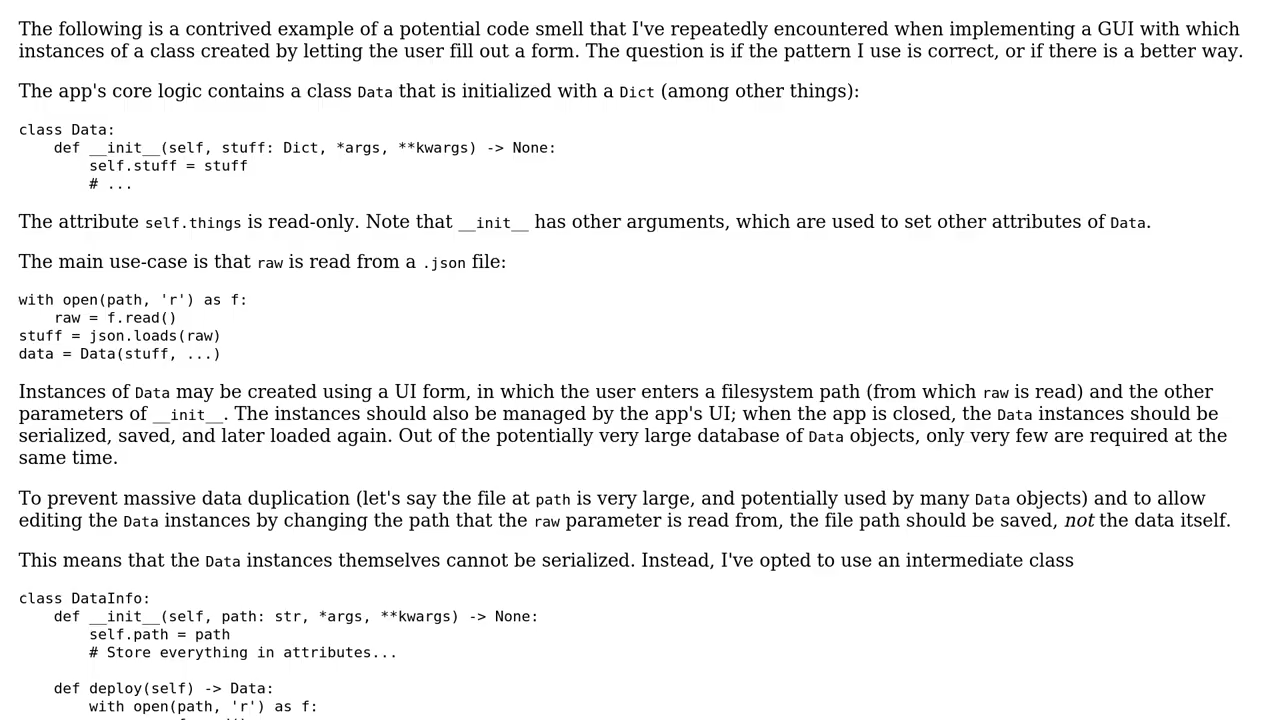 The following is a contrived example of a potential code smell that I've repeatedly encountered when implementing a GUI with which
instances of a class created by letting the user fill out a form. The question is if the pattern I use is correct, or if there is a better way.
The app's core logic contains a class Data that is initialized with a Dict (among other things):
class Data:
    def __init__(self, stuff: Dict, *args, **kwargs) -> None:
        self.stuff = stuff
        # ...
The attribute self.things is read-only. Note that __init__ has other arguments, which are used to set other attributes of Data.
The main use-case is that raw is read from a .json file:
with open(path, 'r') as f:
    raw = f.read()
stuff = json.loads(raw)
data = Data(stuff, ...)
Instances of Data may be created using a UI form, in which the user enters a filesystem path (from which raw is read) and the other
parameters of __init__. The instances should also be managed by the app's UI; when the app is closed, the Data instances should be
serialized, saved, and later loaded again. Out of the potentially very large database of Data objects, only very few are required at the
same time.
To prevent massive data duplication (let's say the file at path is very large, and potentially used by many Data objects) and to allow
editing the Data instances by changing the path that the raw parameter is read from, the file path should be saved, not the data itself.
This means that the Data instances themselves cannot be serialized. Instead, I've opted to use an intermediate class
class DataInfo:
    def __init__(self, path: str, *args, **kwargs) -> None:
        self.path = path
        # Store everything in attributes...
    def deploy(self) -> Data:
        with open(path, 'r') as f: